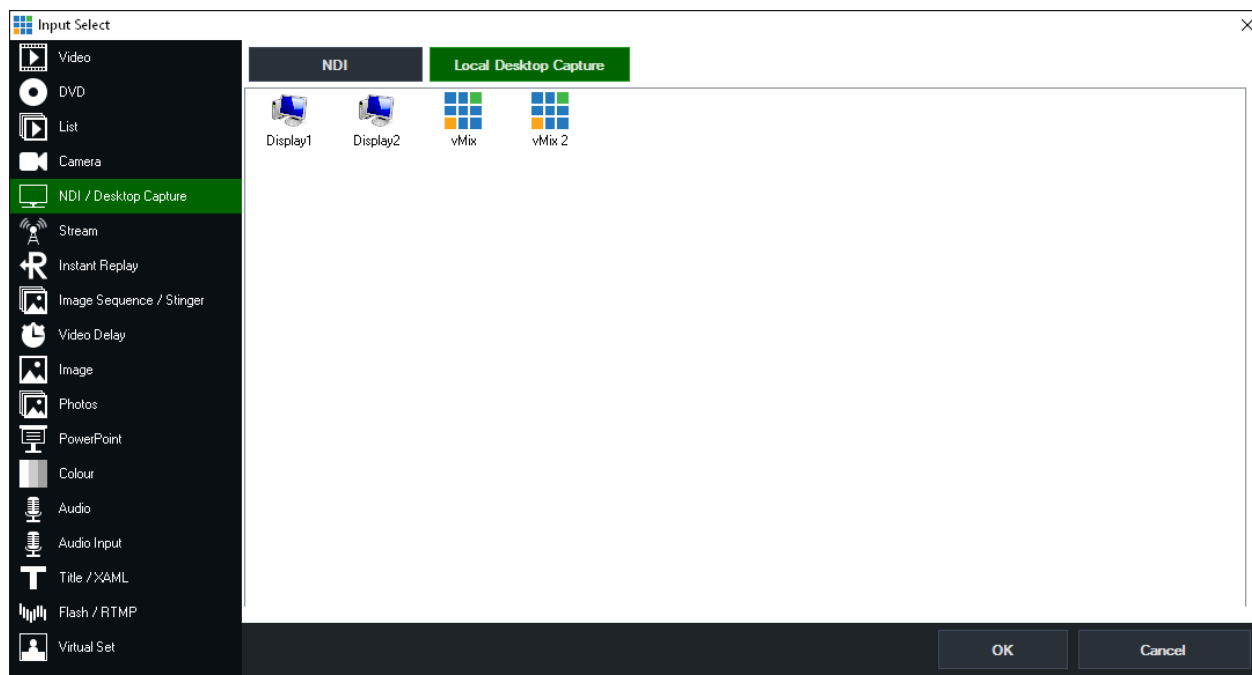 Input Select
Video
DVD
List
Camera
NDI / Desktop Capture
Stream
Instant Replay
Image Sequence / Stinger
Video Delay
Image
Photos
PowerPoint
Colour
Audio
Audio Input
Title / XAML
Flash / RTMP
Virtual Set
NDI
Local Desktop Capture
Display1
Display2
vMix
vMix 2
OK
Cancel